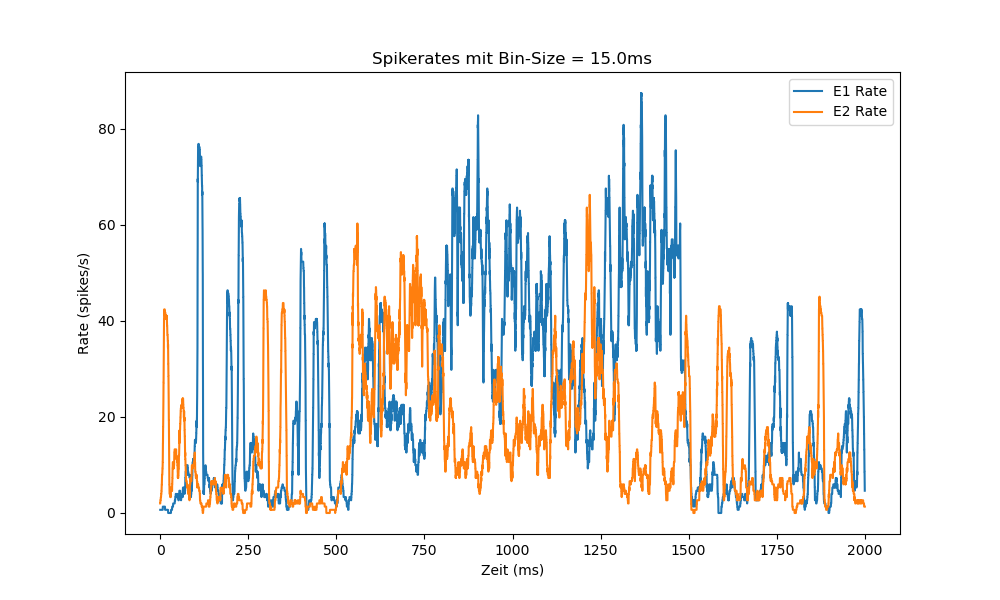 Spikerates mit Bin-Size = 15.0ms
E1 Rate
E2 Rate
80
60
40
20
0
Rate (spikes/s)
0 250 500 750 1000 1250 1500 1750 2000
Zeit (ms)